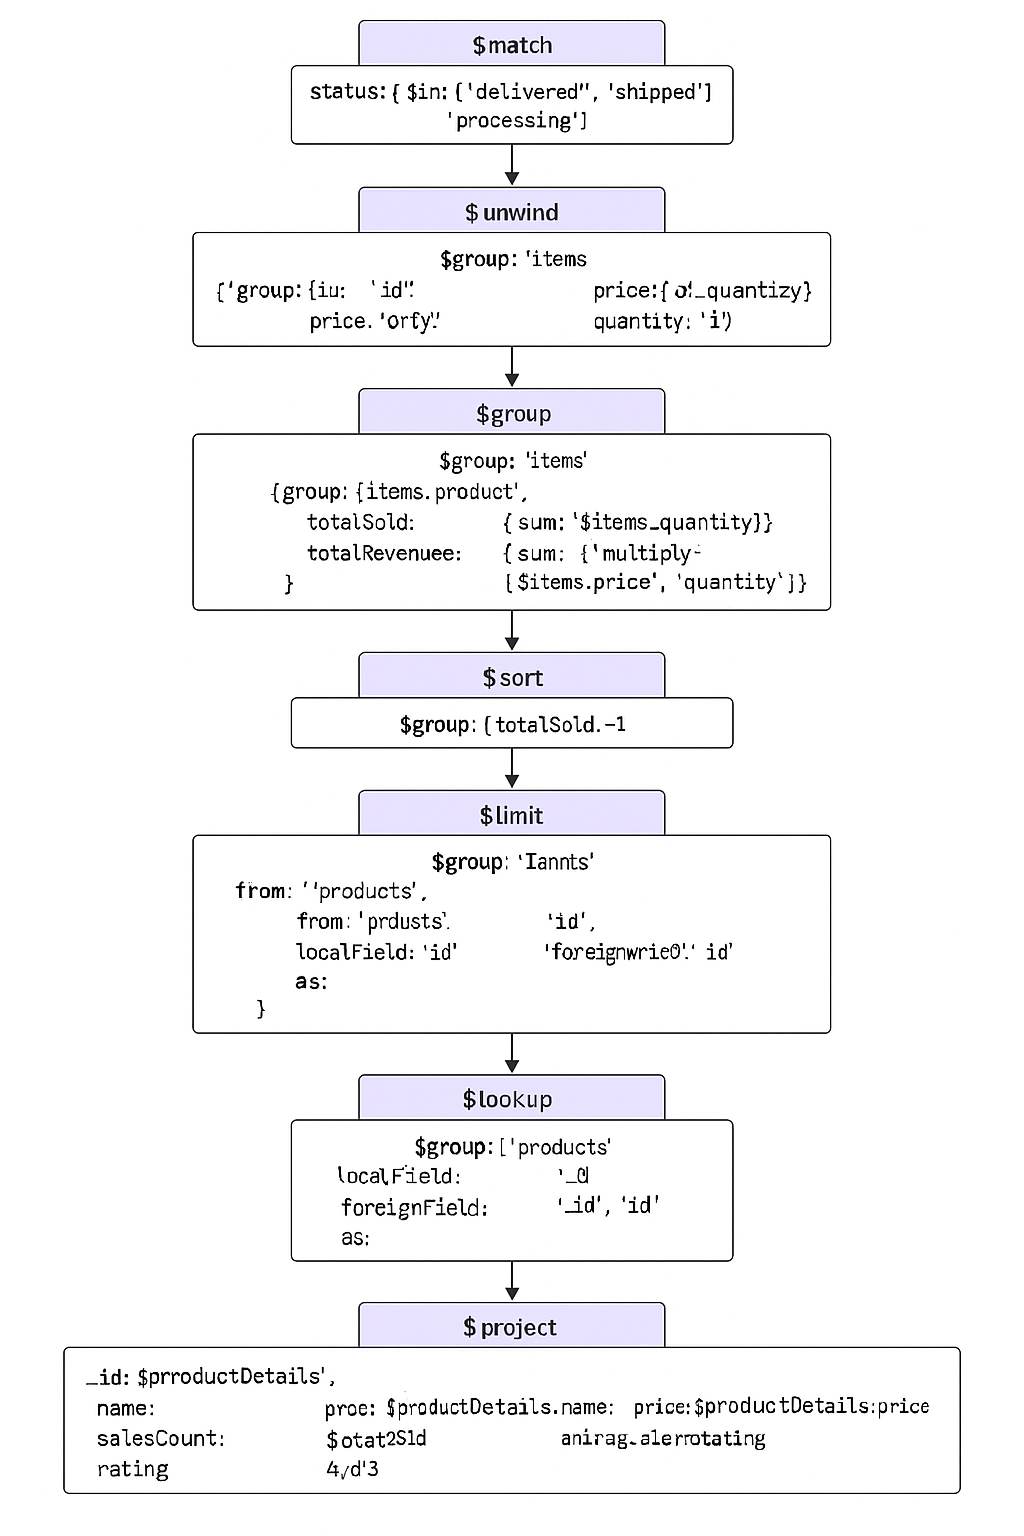 $match
status: { $in: ['delivered", 'shipped']
'processing']
$ unwind
$group: 'items
{'group: {iu: 'id".
price:{ _quantizy}
price. 'orfy."
quantity: 'i')
$group
$group: 'items'
{group: {items.product',
totalSold: { sum: '$items_quantity}}
totalRevenuee: { sum: {'multiply-
} [$items.price', 'quantity']}
$sort
$group: {totalSold.-1
$limit
$group: 'Iannts'
from: ''products',
from: 'prdusts'. 'id',
localField: 'id' 'foreignwrie0'.' id'
as:
}
$lookup
$group: ['products'
localField: '_
foreignField: '_id', 'id'
as:
$ project
_id: $prroductDetails',
name: proe: $productDetails.name: price:$productDetails:price
salesCount: $otat2S1d anirag.alerrotating
rating 4/d'3